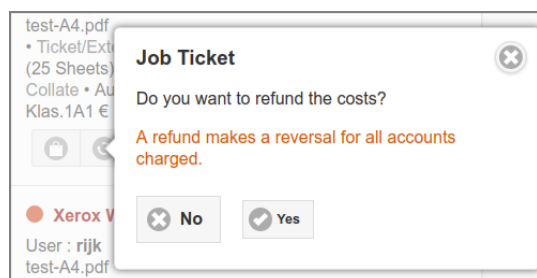 test-A4.pdf
• Ticket/Ext
(25 Sheets)
Collate • Au
Klas.1A1 €
Job Ticket
Do you want to refund the costs?
A refund makes a reversal for all accounts
charged.
No
Yes
Xerox W
User : rijk
test-A4.pdf